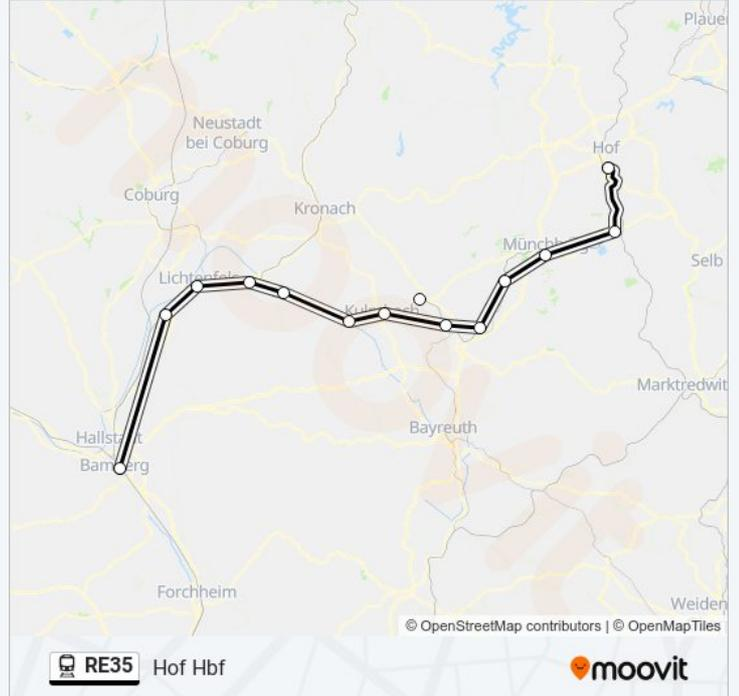 Plauen
Neustadt
bei Coburg
Hof
Coburg
Kronach
Münchberg
Selb
Lichtenfels
Kulmbach
Marktredwit
Bayreuth
Hallstadt
Bamberg
Forchheim
Weiden
© OpenStreetMap contributors | © OpenMapTiles
RE35 Hof Hbf
moovit